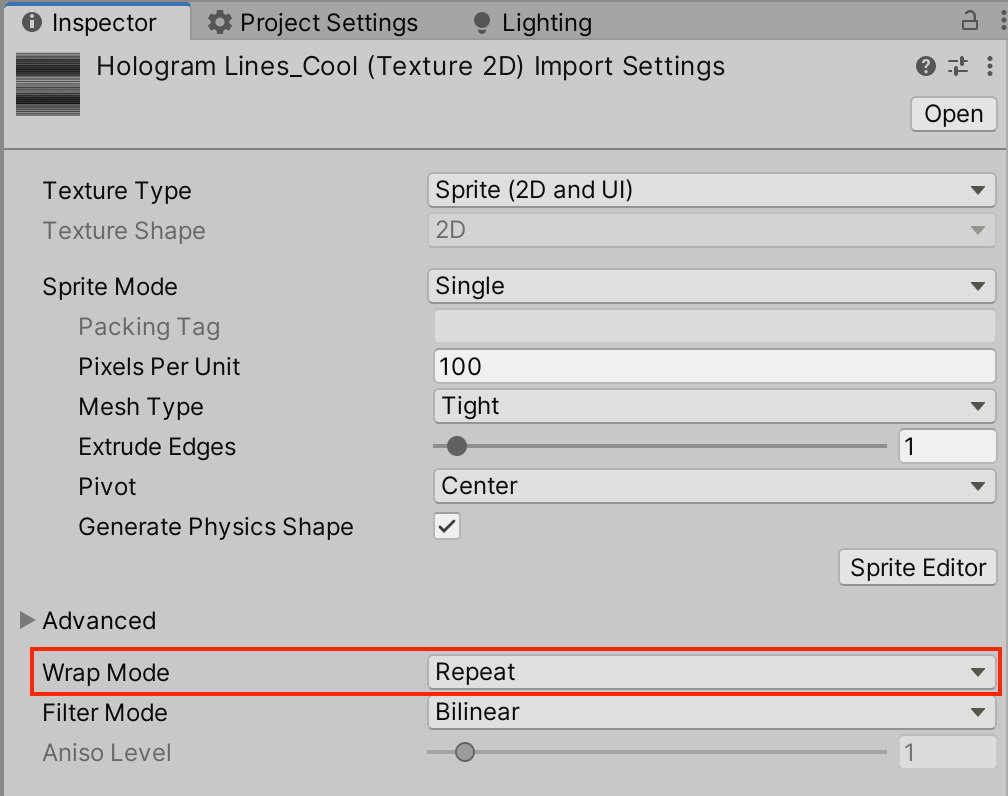 Inspector Project Settings Lighting
Hologram Lines_Cool (Texture 2D) Import Settings
Open
Texture Type Sprite (2D and UI)
Texture Shape 2D
Sprite Mode Single
Packing Tag
Pixels Per Unit 100
Mesh Type Tight
Extrude Edges 1
Pivot Center
Generate Physics Shape
Sprite Editor
Advanced
Wrap Mode Repeat
Filter Mode Bilinear
Aniso Level 1